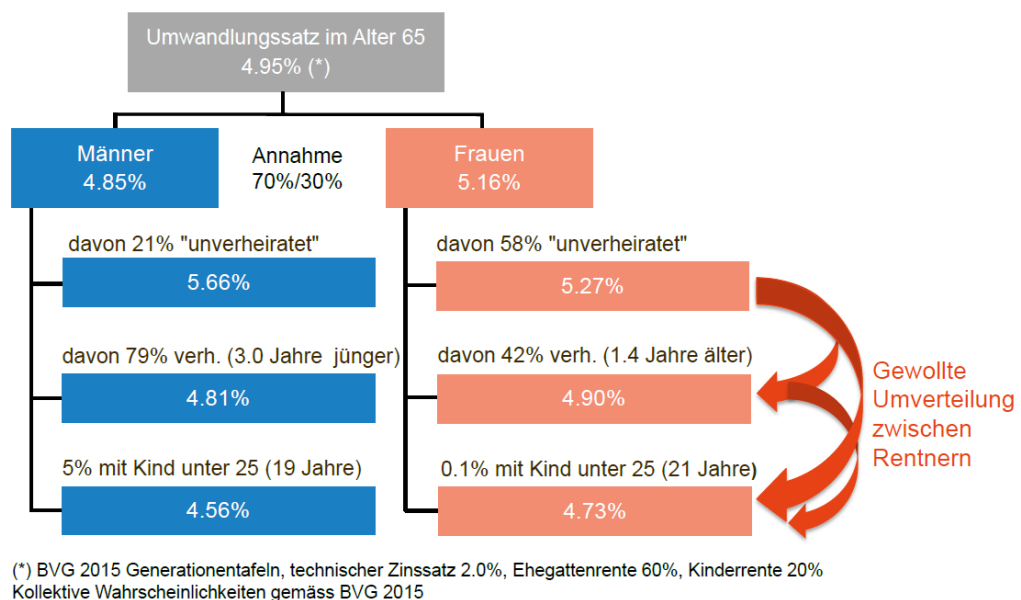 Umwandlungssatz im Alter 65
4.95% (*)
Männer
4.85%
Annahme
70%/30%
Frauen
5.16%
davon 21% "unverheiratet"
5.66%
davon 58% "unverheiratet"
5.27%
davon 79% verh. (3.0 Jahre jünger)
4.81%
davon 42% verh. (1.4 Jahre älter)
4.90%
5% mit Kind unter 25 (19 Jahre)
4.56%
0.1% mit Kind unter 25 (21 Jahre)
4.73%
Gewollte
Umverteilung
zwischen
Rentnern
(*) BVG 2015 Generationentafeln, technischer Zinssatz 2.0%, Ehegattenrente 60%, Kinderrente 20%
Kollektive Wahrscheinlichkeiten gemäss BVG 2015